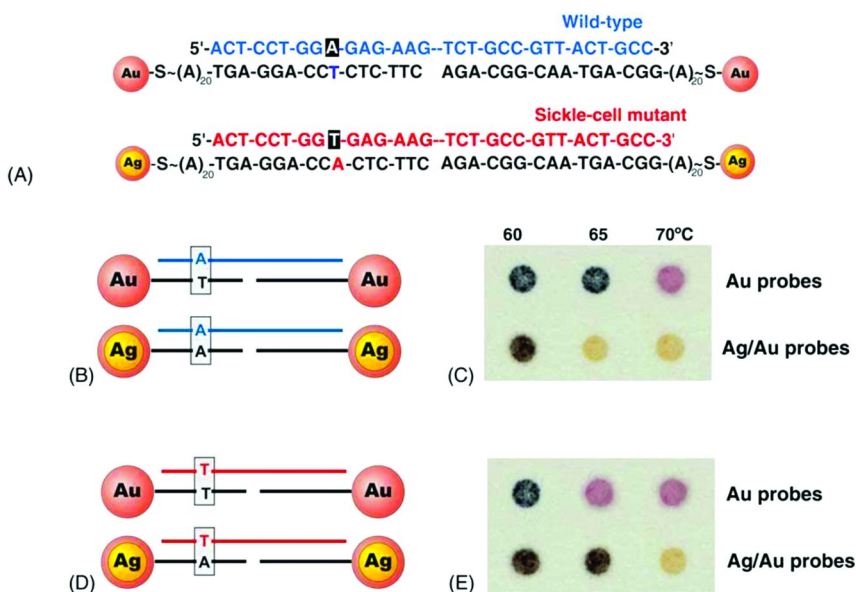 Wild-type
5'-ACT-CCT-GGA-GAG-AAG--TCT-GCC-GTT-ACT-GCC-3'
Au-S~(A)20-TGA-GGA-CCT-CTC-TTC AGA-CGG-CAA-TGA-CGG-(A)20~S-Au
Sickle-cell mutant
5'-ACT-CCT-GGT-GAG-AAG--TCT-GCC-GTT-ACT-GCC-3'
Ag-S~(A)20-TGA-GGA-CCA-CTC-TTC AGA-CGG-CAA-TGA-CGG-(A)20~S-Ag
(A)
A
Au T Au
A
Ag A Ag
(B)
60 65 70°C
Au probes
Ag/Au probes
(C)
T
Au T Au
T
Ag A Ag
(D)
Au probes
Ag/Au probes
(E)